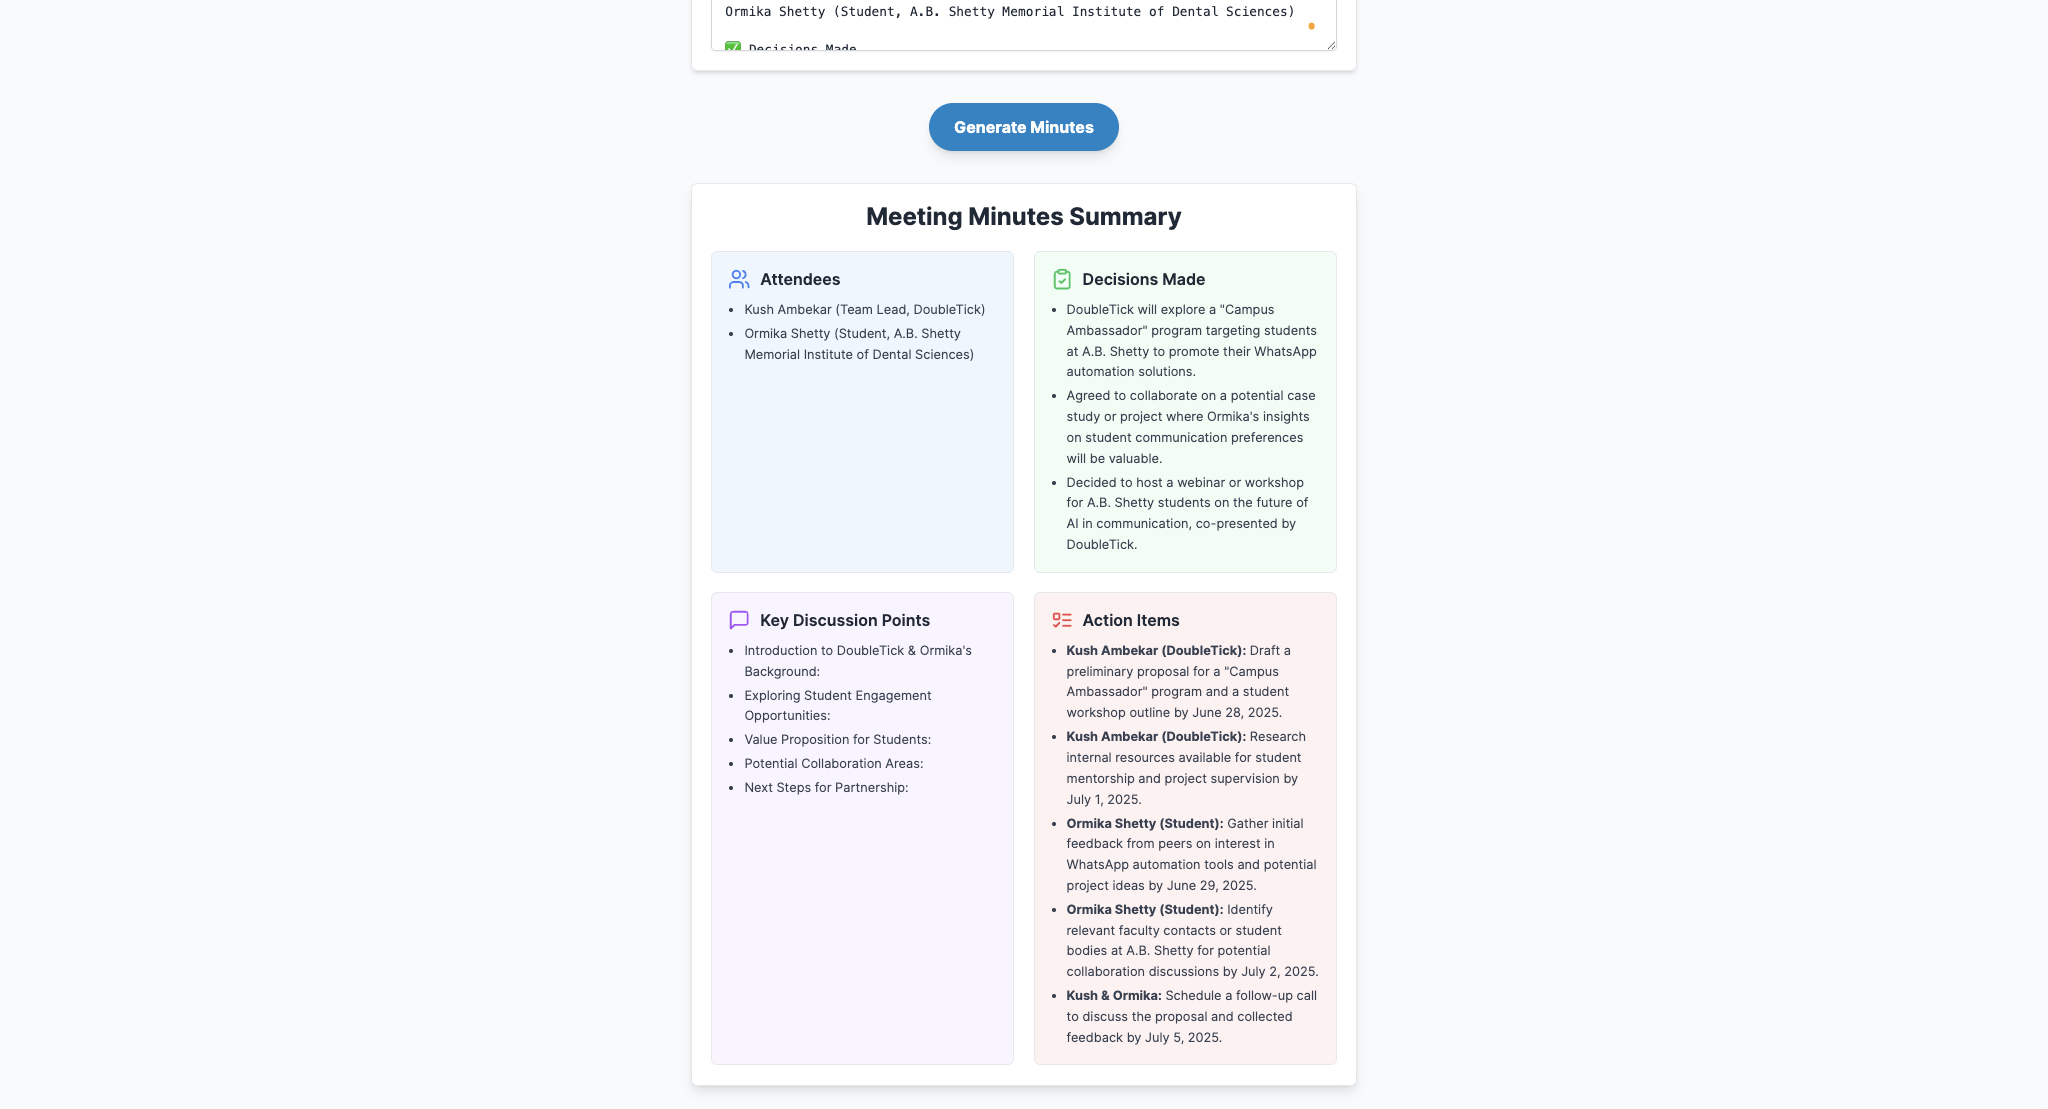 Ormika Shetty (Student, A.B. Shetty Memorial Institute of Dental Sciences)
✅ Decisions Made
Generate Minutes
Meeting Minutes Summary
Attendees
• Kush Ambekar (Team Lead, DoubleTick)
• Ormika Shetty (Student, A.B. Shetty
Memorial Institute of Dental Sciences)
Decisions Made
• DoubleTick will explore a "Campus
Ambassador" program targeting students
at A.B. Shetty to promote their WhatsApp
automation solutions.
• Agreed to collaborate on a potential case
study or project where Ormika's insights
on student communication preferences
will be valuable.
• Decided to host a webinar or workshop
for A.B. Shetty students on the future of
AI in communication, co-presented by
DoubleTick.
Key Discussion Points
• Introduction to DoubleTick & Ormika's
Background:
• Exploring Student Engagement
Opportunities:
• Value Proposition for Students:
• Potential Collaboration Areas:
• Next Steps for Partnership:
Action Items
• Kush Ambekar (DoubleTick): Draft a
preliminary proposal for a "Campus
Ambassador" program and a student
workshop outline by June 28, 2025.
• Kush Ambekar (DoubleTick): Research
internal resources available for student
mentorship and project supervision by
July 1, 2025.
• Ormika Shetty (Student): Gather initial
feedback from peers on interest in
WhatsApp automation tools and potential
project ideas by June 29, 2025.
• Ormika Shetty (Student): Identify
relevant faculty contacts or student
bodies at A.B. Shetty for potential
collaboration discussions by July 2, 2025.
• Kush & Ormika: Schedule a follow-up call
to discuss the proposal and collected
feedback by July 5, 2025.